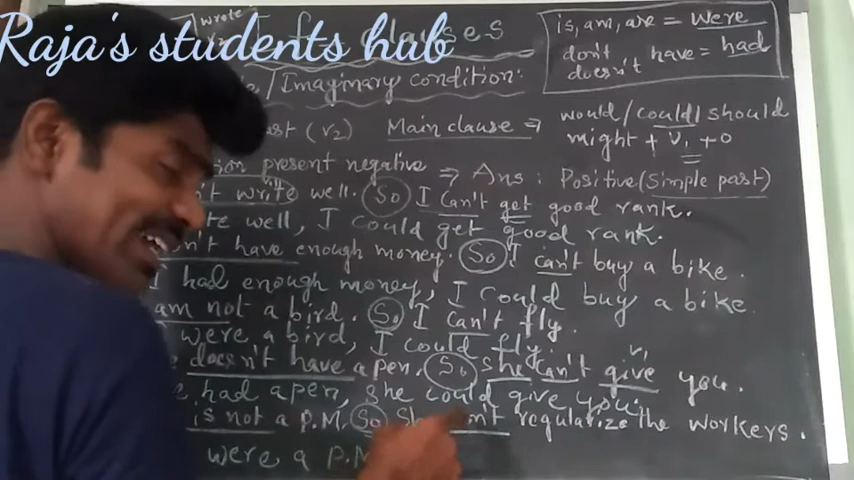 Raja's students hub
wrote
is, am, are = were
don't
doesn't have = had
clauses
/Imaginary condition:
(V2) Main clause ⇒ would/could/should
might + V1 + o
present negative ⇒ Ans: Positive (Simple past)
write well. So I can't get good rank.
well, I could get good rank.
have enough money. So I can't buy a bike.
I had enough money, I could buy a bike.
am not a bird. So I can't fly.
were a bird, I could fly.
V1
doesn't have a pen. So she can't give you.
had a pen, she could give you.
is not a P.M. So regularize the workers.
were a P.M